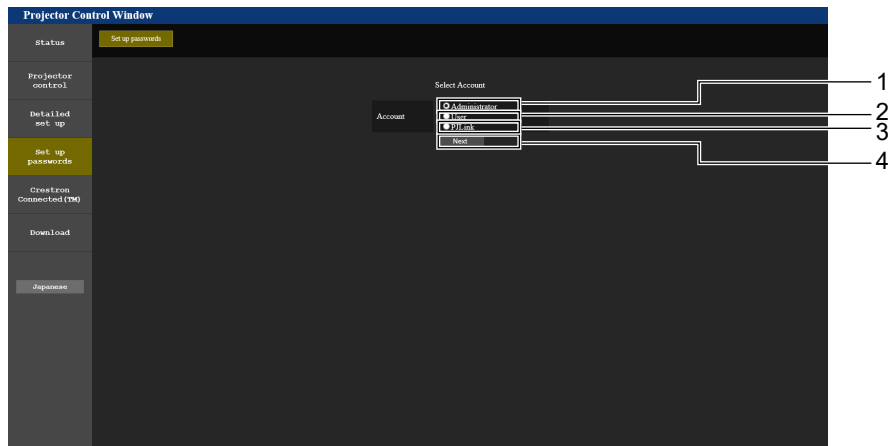 Projector Control Window
Status
Set up passwords
Projector
control
Select Account
1
Account
Administrator
2
User
3
PJLink
4
Next
Detailed
set up
Set up
passwords
Crestron
Connected(TM)
Download
Japanese